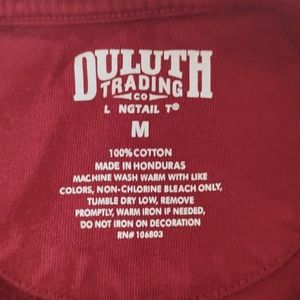 DULUTH
TRADING
CO
L NGTAIL T®
M
100% COTTON
MADE IN HONDURAS
MACHINE WASH WARM WITH LIKE
COLORS, NON-CHLORINE BLEACH ONLY,
TUMBLE DRY LOW, REMOVE
PROMPTLY, WARM IRON IF NEEDED,
DO NOT IRON ON DECORATION
RN# 106803